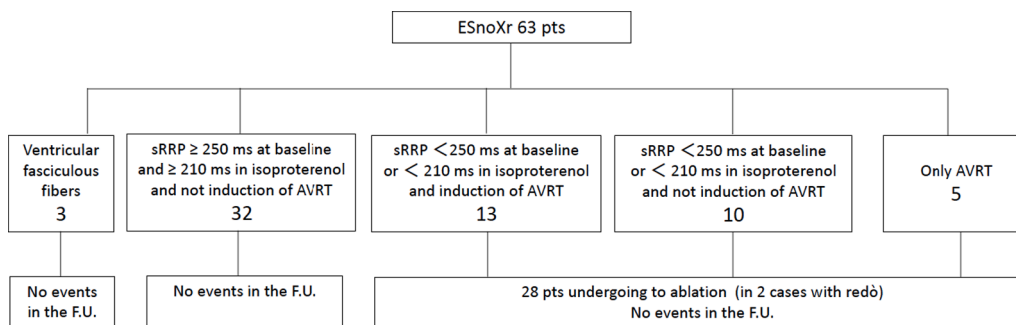 ESnoXr 63 pts
Ventricular
fasciculous
fibers
3
sRRP ≥ 250 ms at baseline
and ≥ 210 ms in isoproterenol
and not induction of AVRT
32
sRRP <250 ms at baseline
or < 210 ms in isoproterenol
and induction of AVRT
13
sRRP <250 ms at baseline
or < 210 ms in isoproterenol
and not induction of AVRT
10
Only AVRT
5
No events
in the F.U.
No events in the F.U.
28 pts undergoing to ablation (in 2 cases with redò)
No events in the F.U.